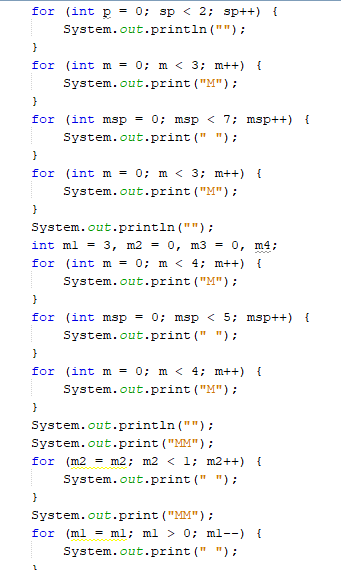 for (int p = 0; sp < 2; sp++) {
System.out.println("");
}
for (int m = 0; m < 3; m++) {
System.out.print("M");
}
for (int msp = 0; msp < 7; msp++) {
System.out.print(" ");
}
for (int m = 0; m < 3; m++) {
System.out.print("M");
}
System.out.println("");
int m1 = 3, m2 = 0, m3 = 0, m4;
for (int m = 0; m < 4; m++) {
System.out.print("M");
}
for (int msp = 0; msp < 5; msp++) {
System.out.print(" ");
}
for (int m = 0; m < 4; m++) {
System.out.print("M");
}
System.out.println("");
System.out.print("MM");
for (m2 = m2; m2 < 1; m2++) {
System.out.print(" ");
}
System.out.print("MM");
for (m1 = m1; m1 > 0; m1--) {
System.out.print(" ");
}